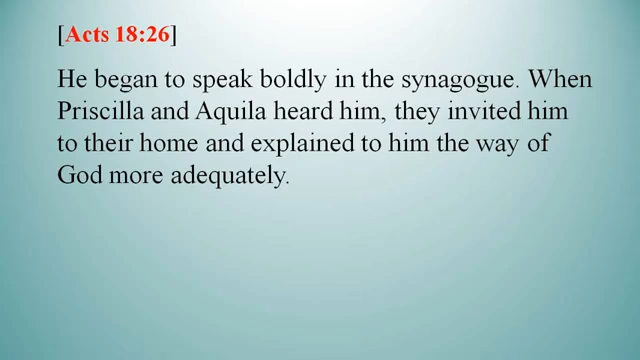 [Acts 18:26]
He began to speak boldly in the synagogue. When
Priscilla and Aquila heard him, they invited him
to their home and explained to him the way of
God more adequately.